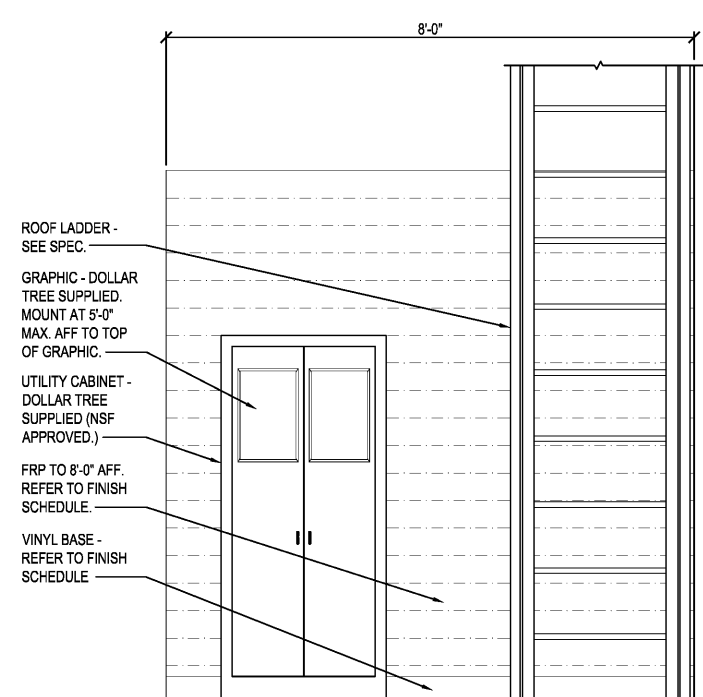 8'-0"
ROOF LADDER -
SEE SPEC.
GRAPHIC - DOLLAR
TREE SUPPLIED.
MOUNT AT 5'-0"
MAX. AFF TO TOP
OF GRAPHIC.
UTILITY CABINET -
DOLLAR TREE
SUPPLIED (NSF
APPROVED.)
FRP TO 8'-0" AFF.
REFER TO FINISH
SCHEDULE.
VINYL BASE -
REFER TO FINISH
SCHEDULE